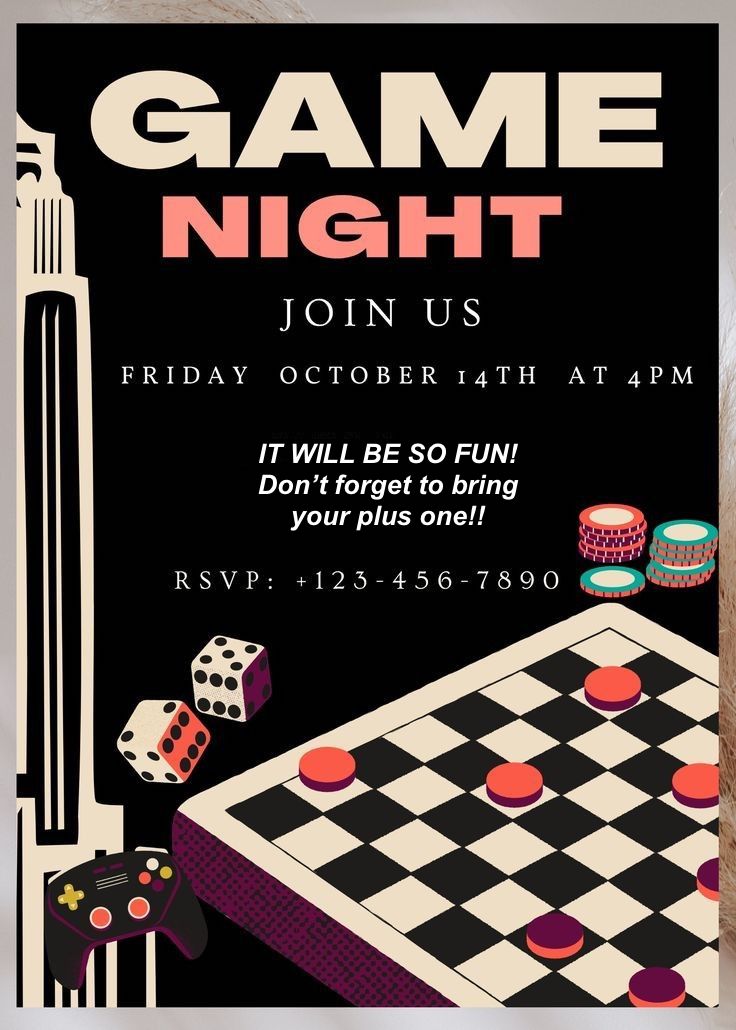 GAME
NIGHT
JOIN US
FRIDAY OCTOBER 14TH AT 4PM
IT WILL BE SO FUN!
Don’t forget to bring
your plus one!!
RSVP: +123-456-7890